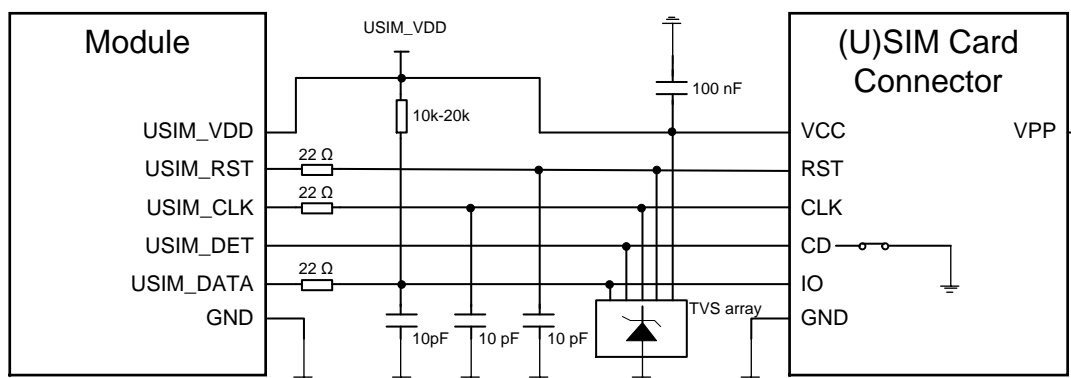 Module
USIM_VDD
(U)SIM Card
Connector
100 nF
10k-20k
USIM_VDD
VCC
VPP
22 Ω
USIM_RST
RST
22 Ω
USIM_CLK
CLK
USIM_DET
CD
22 Ω
USIM_DATA
IO
GND
TVS array
GND
10pF
10 pF
10 pF